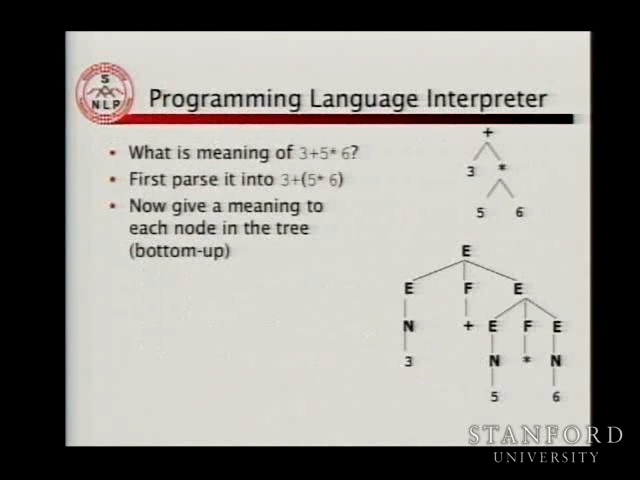 S
NLP
Programming Language Interpreter
• What is meaning of 3+5* 6?
• First parse it into 3+(5* 6)
• Now give a meaning to
each node in the tree
(bottom-up)
+
3 *
5 6
E
E F E
N + E F E
3 N * N
5 6
STANFORD
UNIVERSITY